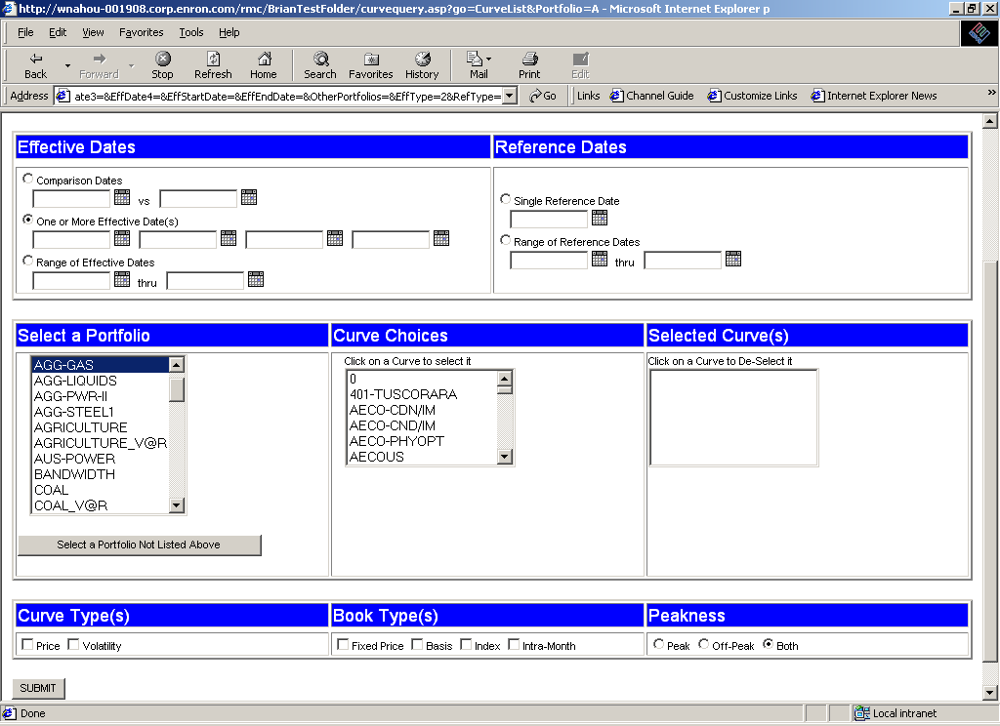 http://wnahou-001908.corp.enron.com/rmc/BrianTestFolder/curvequery.asp?go=CurveList&Portfolio=A - Microsoft Internet Explorer p
File Edit View Favorites Tools Help
Back Forward Stop Refresh Home Search Favorites History Mail Print Edit
Address ate3=&EffDate4=&EffStartDate=&EffEndDate=&OtherPortfolios=&EffType=2&RefType= Go Links Channel Guide Customize Links Internet Explorer News »
Effective Dates
Comparison Dates
vs
One or More Effective Date(s)
Range of Effective Dates
thru
Reference Dates
Single Reference Date
Range of Reference Dates
thru
Select a Portfolio
AGG-GAS
AGG-LIQUIDS
AGG-PWR-II
AGG-STEEL1
AGRICULTURE
AGRICULTURE_V@R
AUS-POWER
BANDWIDTH
COAL
COAL_V@R
Select a Portfolio Not Listed Above
Curve Choices
Click on a Curve to select it
0
401-TUSCORARA
AECO-CDN/IM
AECO-CND/IM
AECO-PHYOPT
AECOUS
Selected Curve(s)
Click on a Curve to De-Select it
Curve Type(s)
Price Volatility
Book Type(s)
Fixed Price Basis Index Intra-Month
Peakness
Peak Off-Peak Both
SUBMIT
Done Local intranet